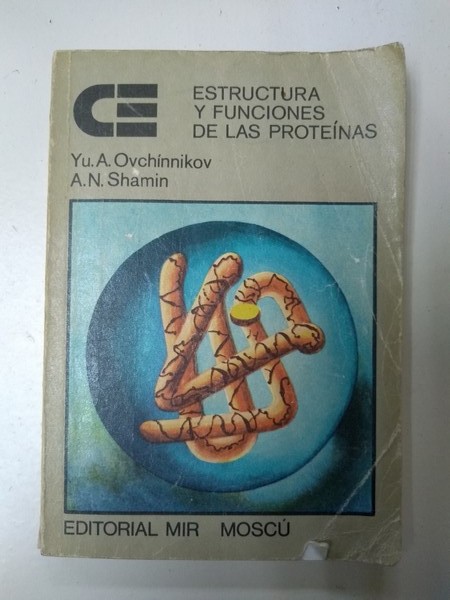 CE
ESTRUCTURA
Y FUNCIONES
DE LAS PROTEÍNAS
Yu. A. Ovchínnikov
A. N. Shamin
EDITORIAL MIR MOSCÚ